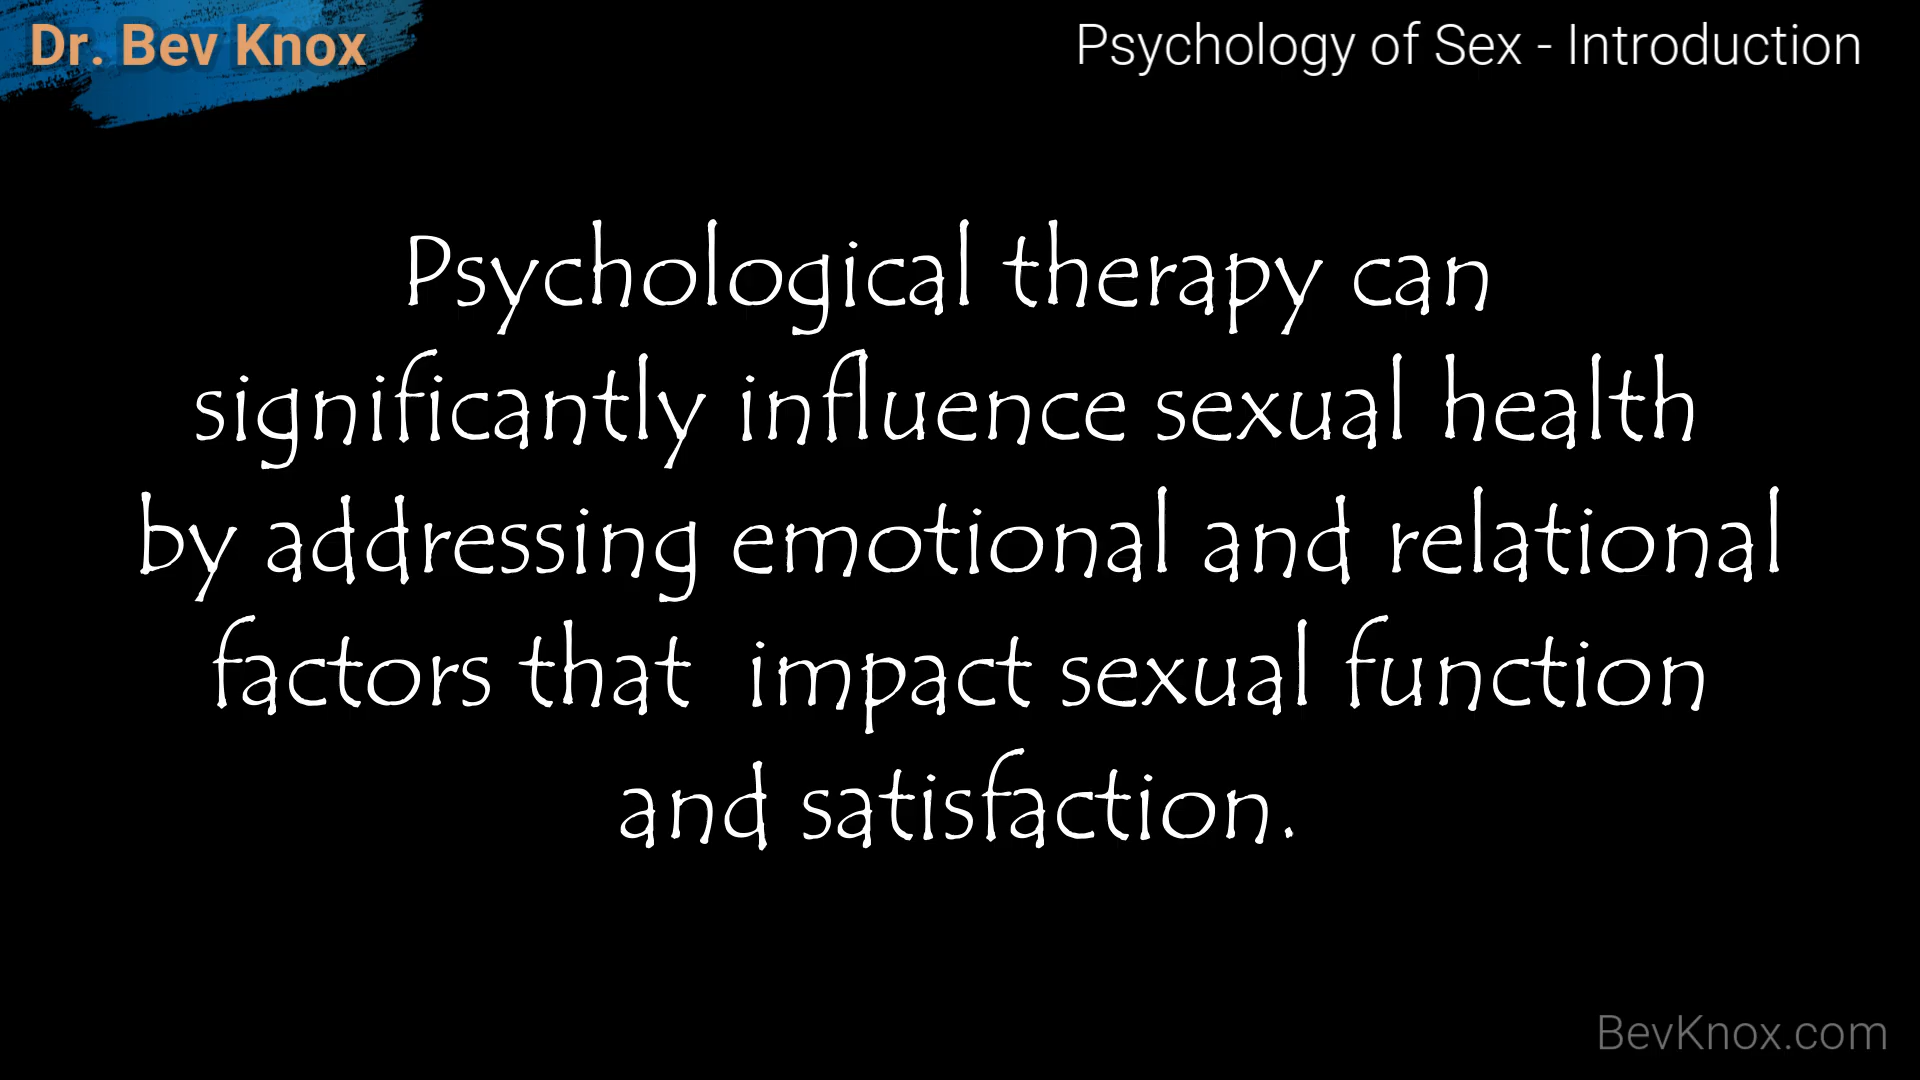 Dr. Bev Knox
Psychology of Sex - Introduction
Psychological therapy can
significantly influence sexual health
by addressing emotional and relational
factors that  impact sexual function
and satisfaction.
BevKnox.com